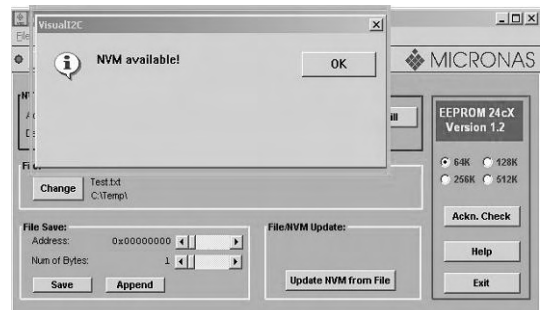 VisualI2C
NVM available!
OK
MICRONAS
EEPROM 24cX
Version 1.2
64K 128K
256K 512K
Change
Test.txt
C:\Temp\
Ackn. Check
File Save:
Address: 0x00000000
Num of Bytes: 1
Save Append
File/NVM Update:
Update NVM from File
Help
Exit